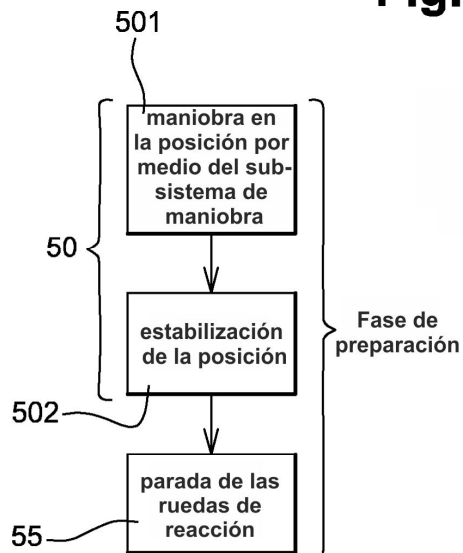 501
maniobra en
la posición por
medio del sub-
sistema de
maniobra
50
estabilización
de la posición
Fase de
preparación
502
parada de las
ruedas de
reacción
55